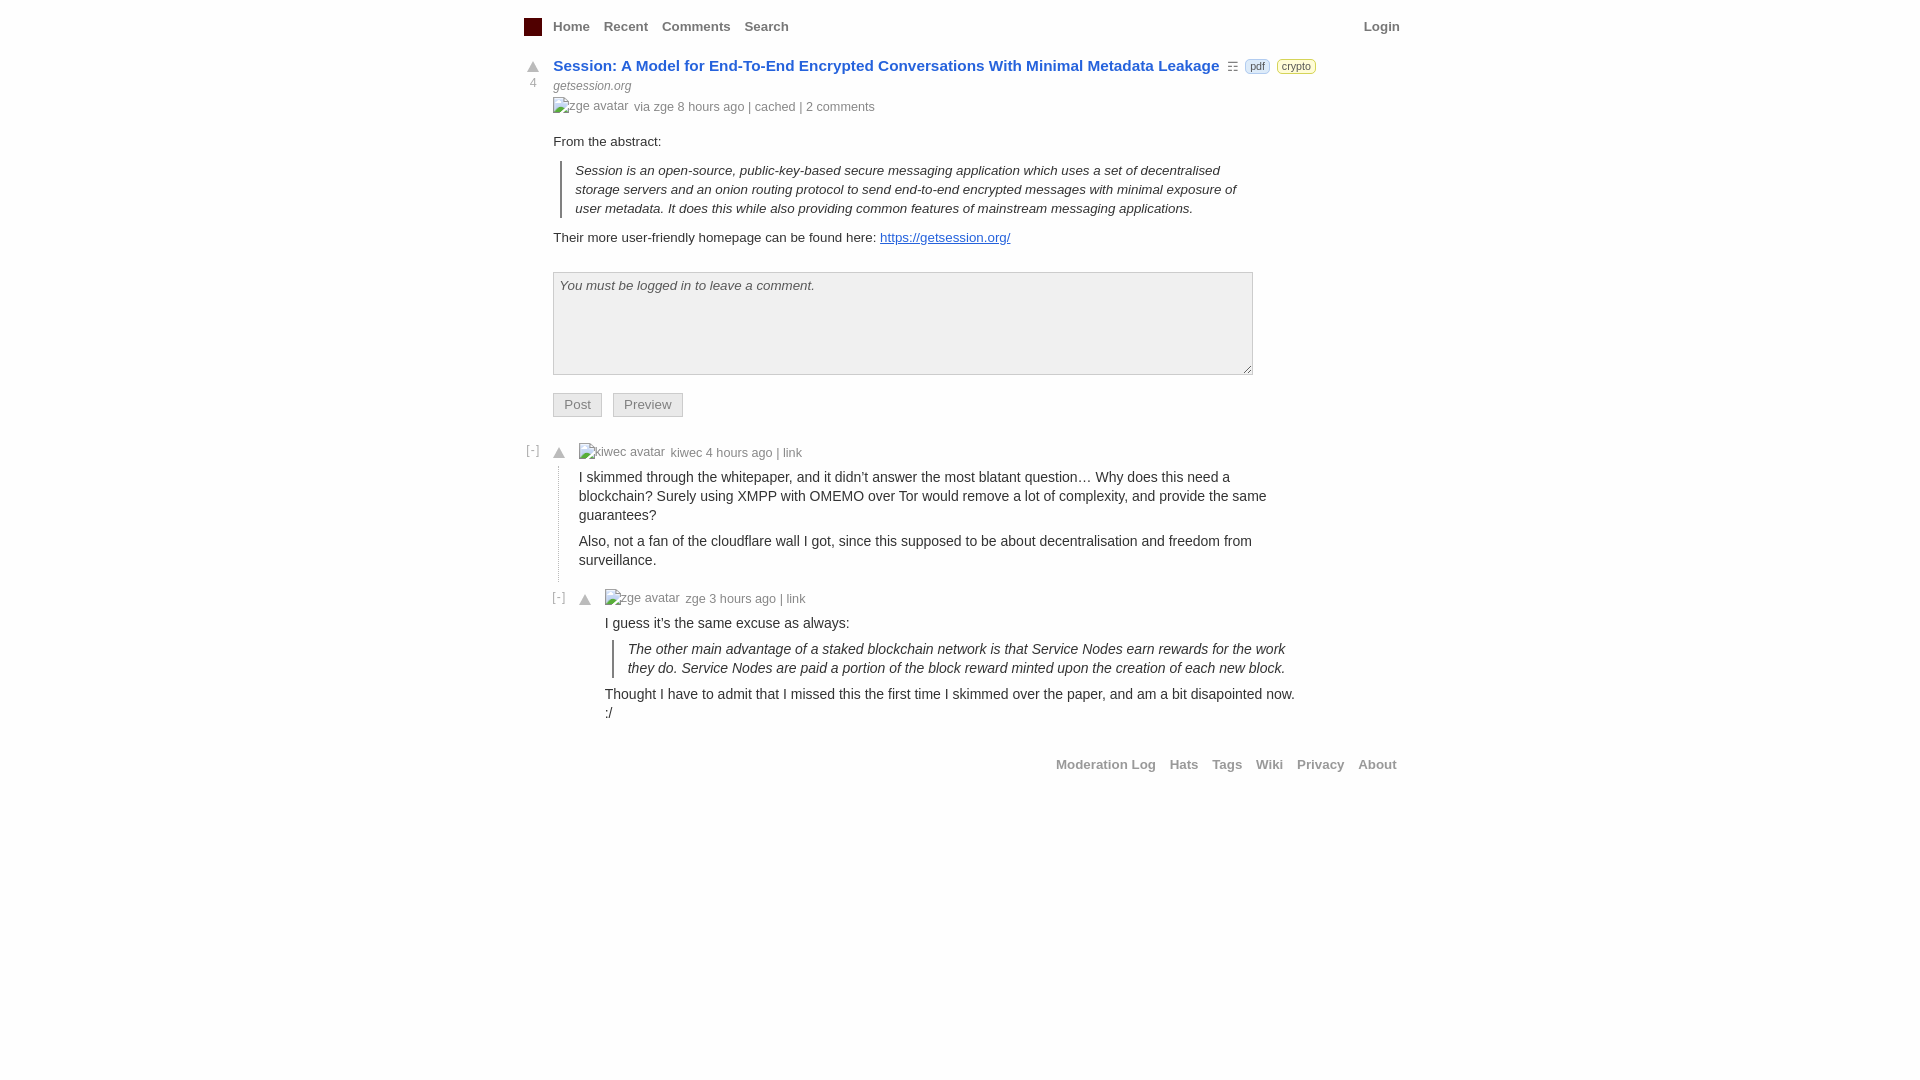 Home Recent Comments Search Login
Session: A Model for End-To-End Encrypted Conversations With Minimal Metadata Leakage ☶ pdf crypto
4
getsession.org
zge avatar via zge 8 hours ago | cached | 2 comments
From the abstract:
Session is an open-source, public-key-based secure messaging application which uses a set of decentralised
storage servers and an onion routing protocol to send end-to-end encrypted messages with minimal exposure of
user metadata. It does this while also providing common features of mainstream messaging applications.
Their more user-friendly homepage can be found here: https://getsession.org/
You must be logged in to leave a comment.
Post Preview
[-] kiwec avatar kiwec 4 hours ago | link
I skimmed through the whitepaper, and it didn’t answer the most blatant question… Why does this need a
blockchain? Surely using XMPP with OMEMO over Tor would remove a lot of complexity, and provide the same
guarantees?
Also, not a fan of the cloudflare wall I got, since this supposed to be about decentralisation and freedom from
surveillance.
[-] zge avatar zge 3 hours ago | link
I guess it’s the same excuse as always:
The other main advantage of a staked blockchain network is that Service Nodes earn rewards for the work
they do. Service Nodes are paid a portion of the block reward minted upon the creation of each new block.
Thought I have to admit that I missed this the first time I skimmed over the paper, and am a bit disapointed now.
:/
Moderation Log Hats Tags Wiki Privacy About